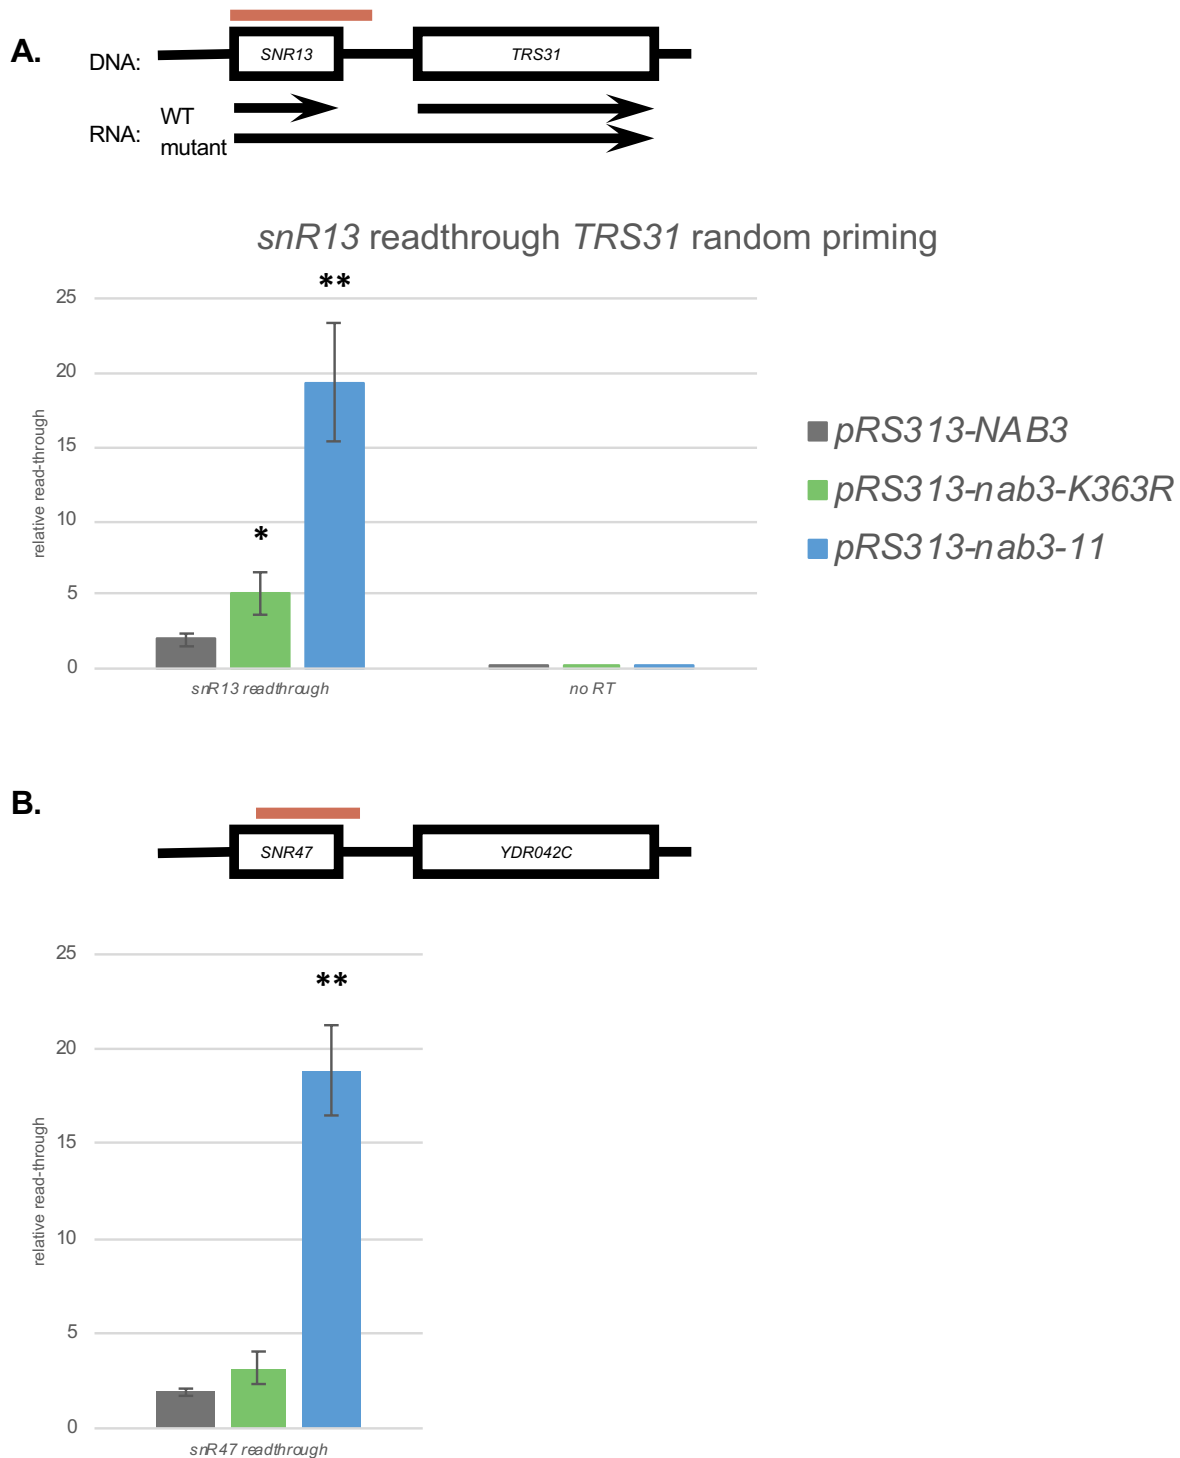 A.
DNA:
SNR13
TRS31
RNA:
WT
mutant
snR13 readthrough TRS31 random priming
**
*
25
20
15
10
5
0
relative read-through
snR13 readthrough
no RT
pRS313-NAB3
pRS313-nab3-K363R
pRS313-nab3-11
B.
SNR47
YDR042C
**
25
20
15
10
5
0
relative read-through
snR47 readthrough